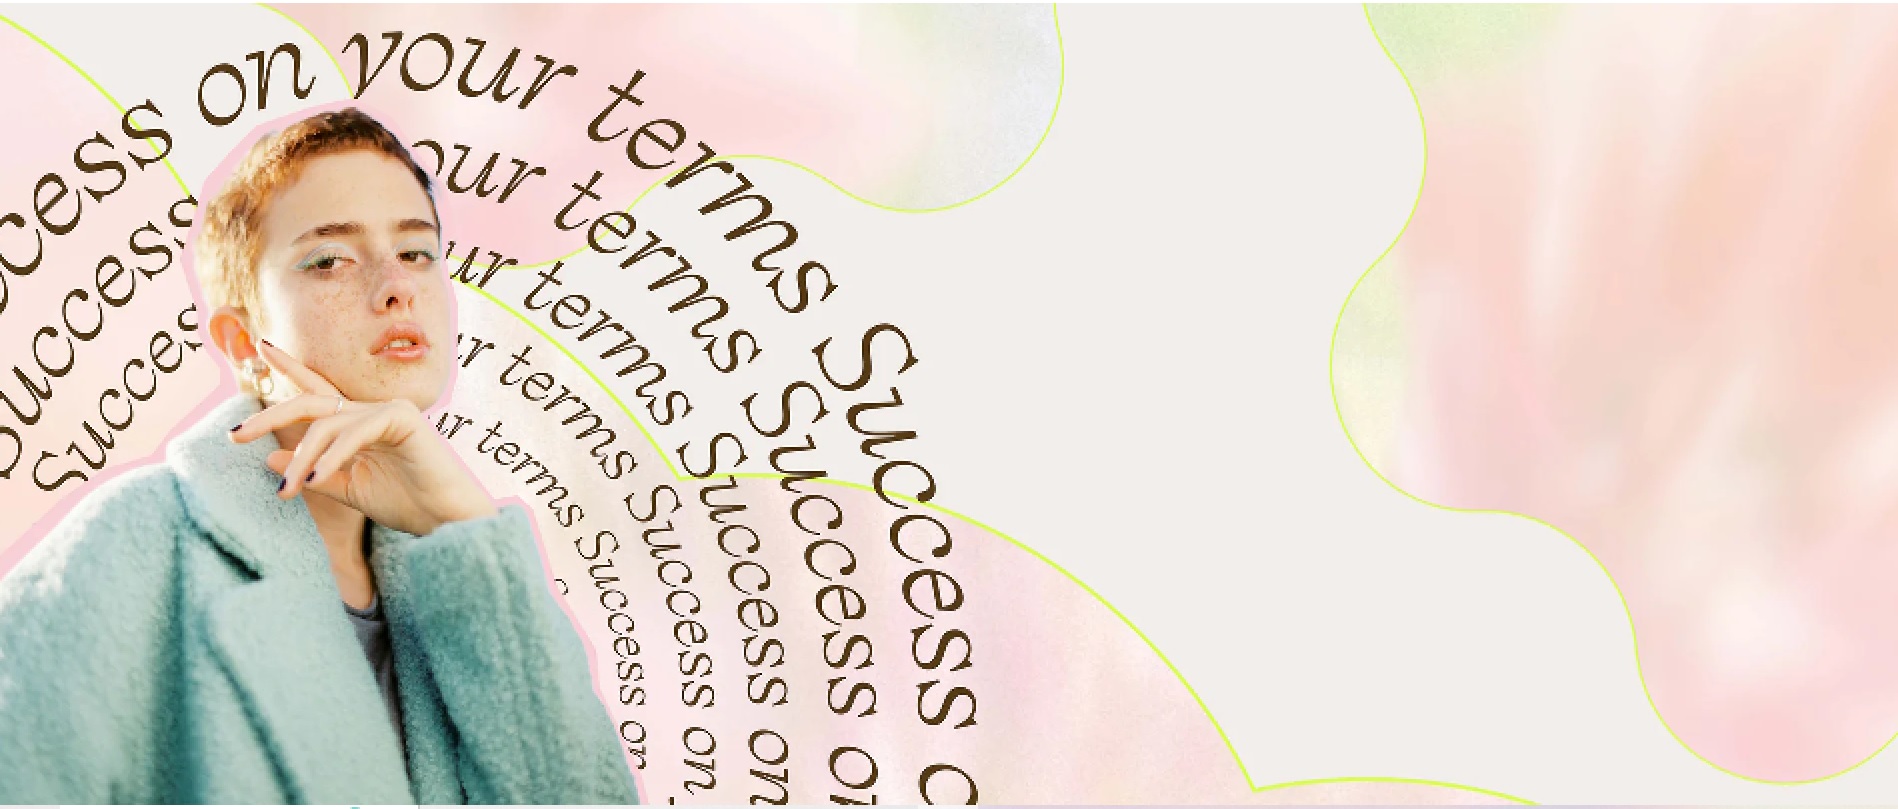 ccess on your terms Success o
Success our terms Success on
Succes ur terms Success on
ur terms Success on
ur terms Success on